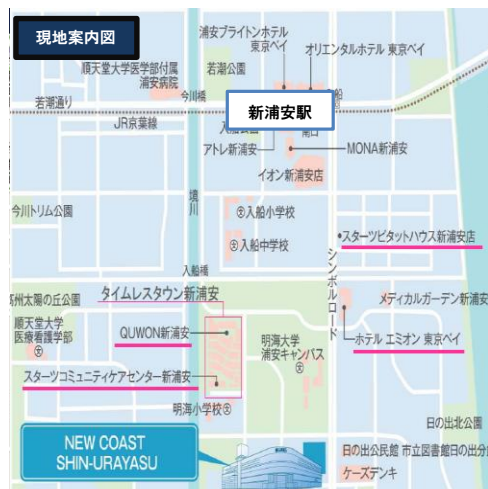 現地案内図
浦安ブライトンホテル
東京ベイ
オリエンタルホテル 東京ベイ
順天堂大学医学部付属
浦安病院
若潮公園
今川橋
若潮通り
新浦安駅
JR京葉線
南口
アトレ新浦安
MONA新浦安
イオン新浦安店
境川
今川トリム公園
入船小学校
入船中学校
スターツピタットハウス新浦安店
シンボルロード
入船橋
高州太陽の丘公園
タイムレスタウン新浦安
メディカルガーデン新浦安
順天堂大学
医療看護学部
QUWON新浦安
明海大学
浦安キャンパス
ホテル エミオン 東京ベイ
スターツコミュニティケアセンター新浦安
明海小学校
日の出北公園
NEW COAST
SHIN-URAYASU
日の出公民館 市立図書館日の出分
ケーズデンキ